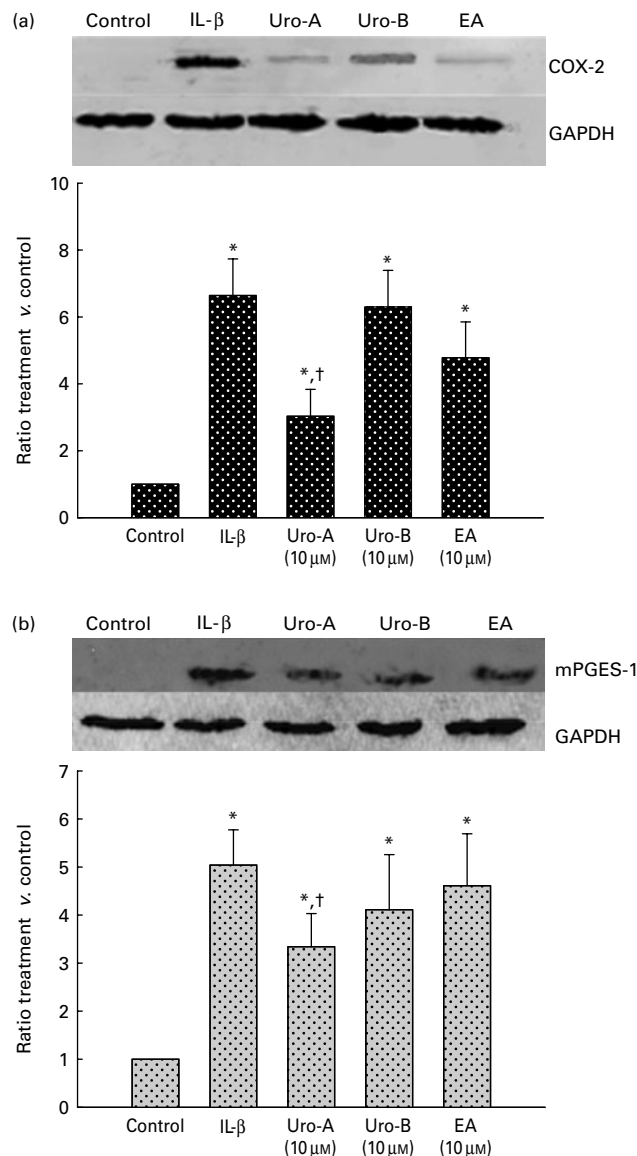 (a) Control IL-β Uro-A Uro-B EA
COX-2
GAPDH
10
8
6
4
2
0
Ratio treatment v. control
*
*,†
*
*
Control IL-β Uro-A Uro-B EA
(10 μM) (10 μM) (10 μM)
(b) Control IL-β Uro-A Uro-B EA
mPGES-1
GAPDH
7
6
5
4
3
2
1
0
Ratio treatment v. control
*
*,†
*
*
Control IL-β Uro-A Uro-B EA
(10 μM) (10 μM) (10 μM)